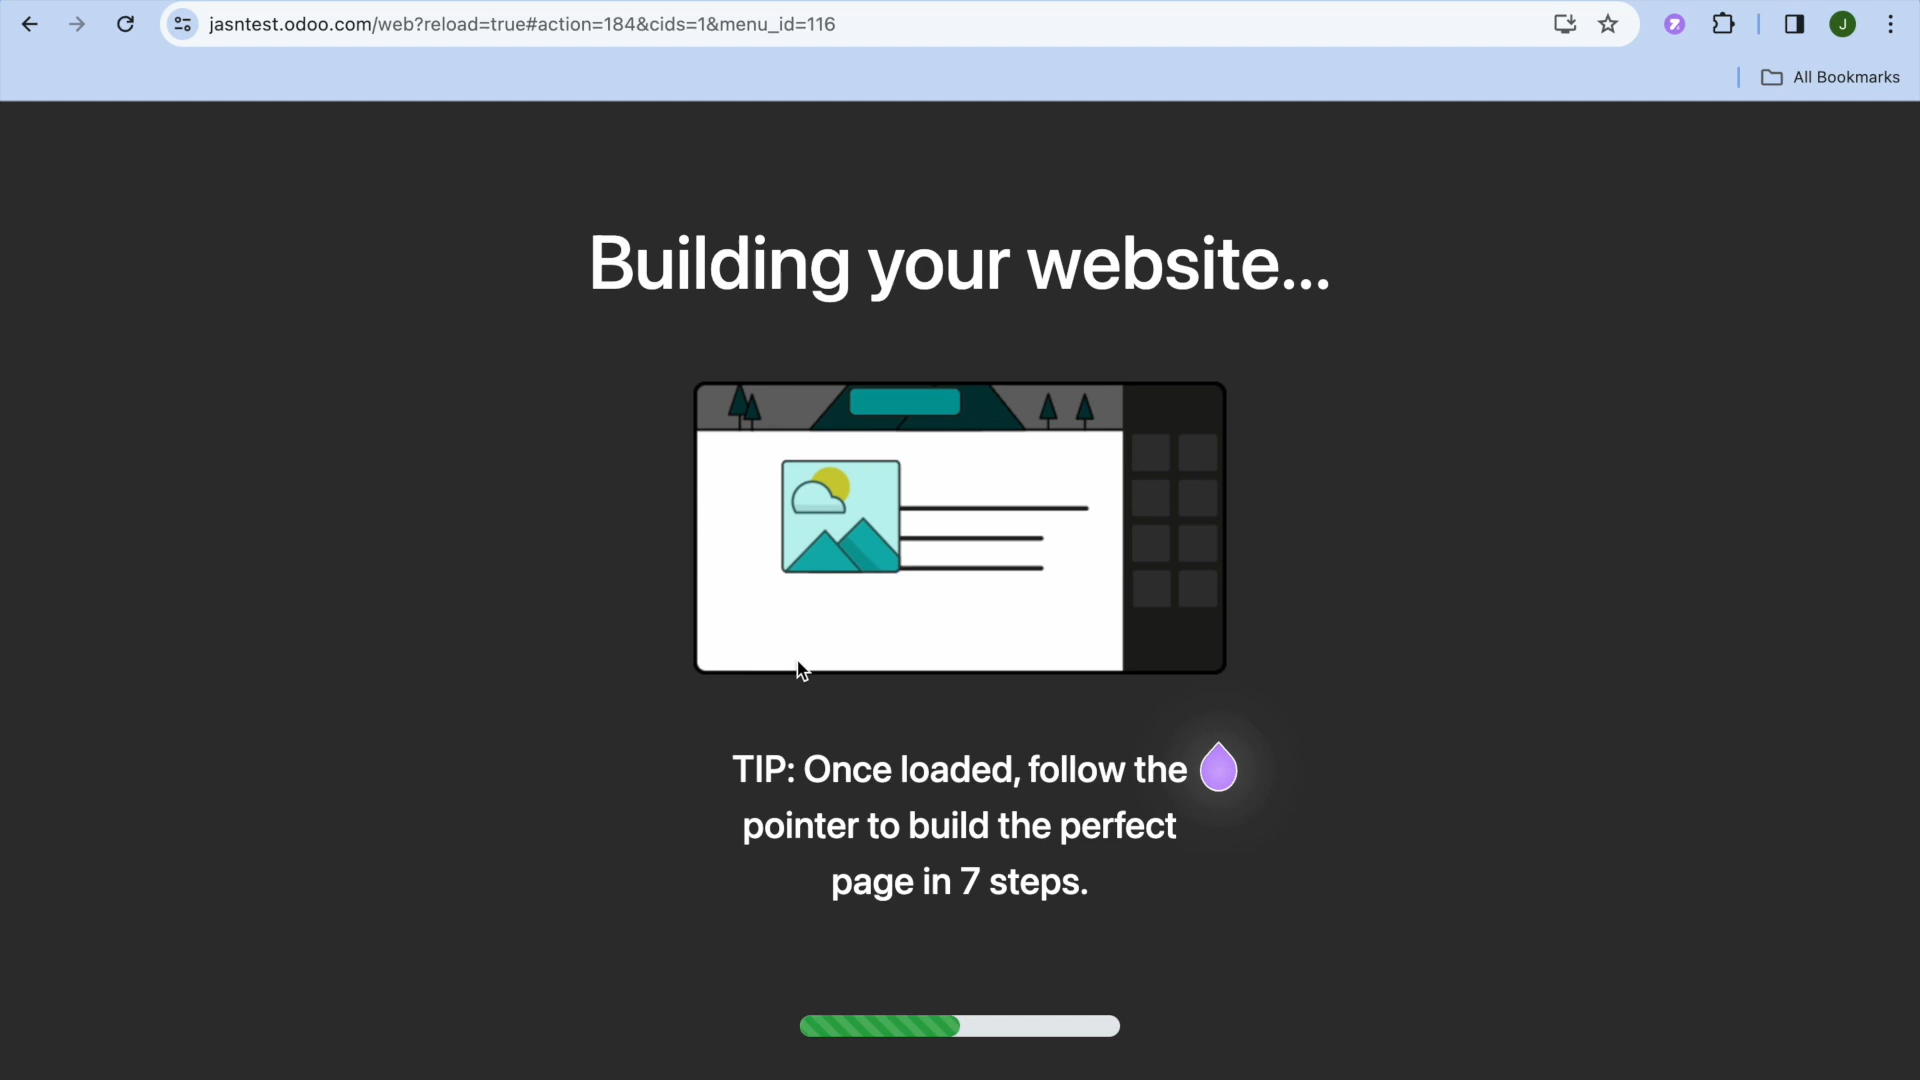 jasntest.odoo.com/web?reload=true#action=184&cids=1&menu_id=116
J
All Bookmarks
Building your website...
TIP: Once loaded, follow the
pointer to build the perfect
page in 7 steps.